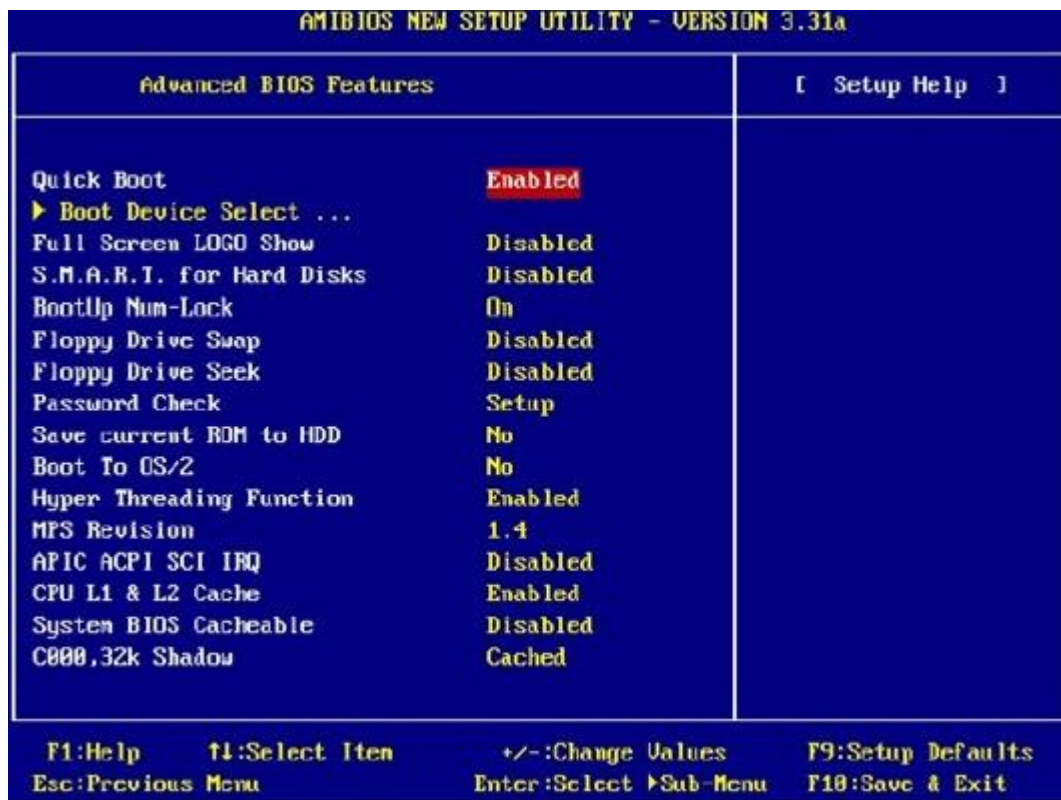 AMIBIOS NEW SETUP UTILITY - VERSION 3.31a
Advanced BIOS Features
[ Setup Help ]
Quick Boot Enabled
▶ Boot Device Select ...
Full Screen LOGO Show Disabled
S.M.A.R.T. for Hard Disks Disabled
BootUp Num-Lock On
Floppy Drive Swap Disabled
Floppy Drive Seek Disabled
Password Check Setup
Save current ROM to HDD No
Boot To OS/2 No
Hyper Threading Function Enabled
MPS Revision 1.4
APIC ACPI SCI IRQ Disabled
CPU L1 & L2 Cache Enabled
System BIOS Cacheable Disabled
C000,32k Shadow Cached
F1:Help ↑↓:Select Item +/-:Change Values F9:Setup Defaults
Esc:Previous Menu Enter:Select ▶Sub-Menu F10:Save & Exit